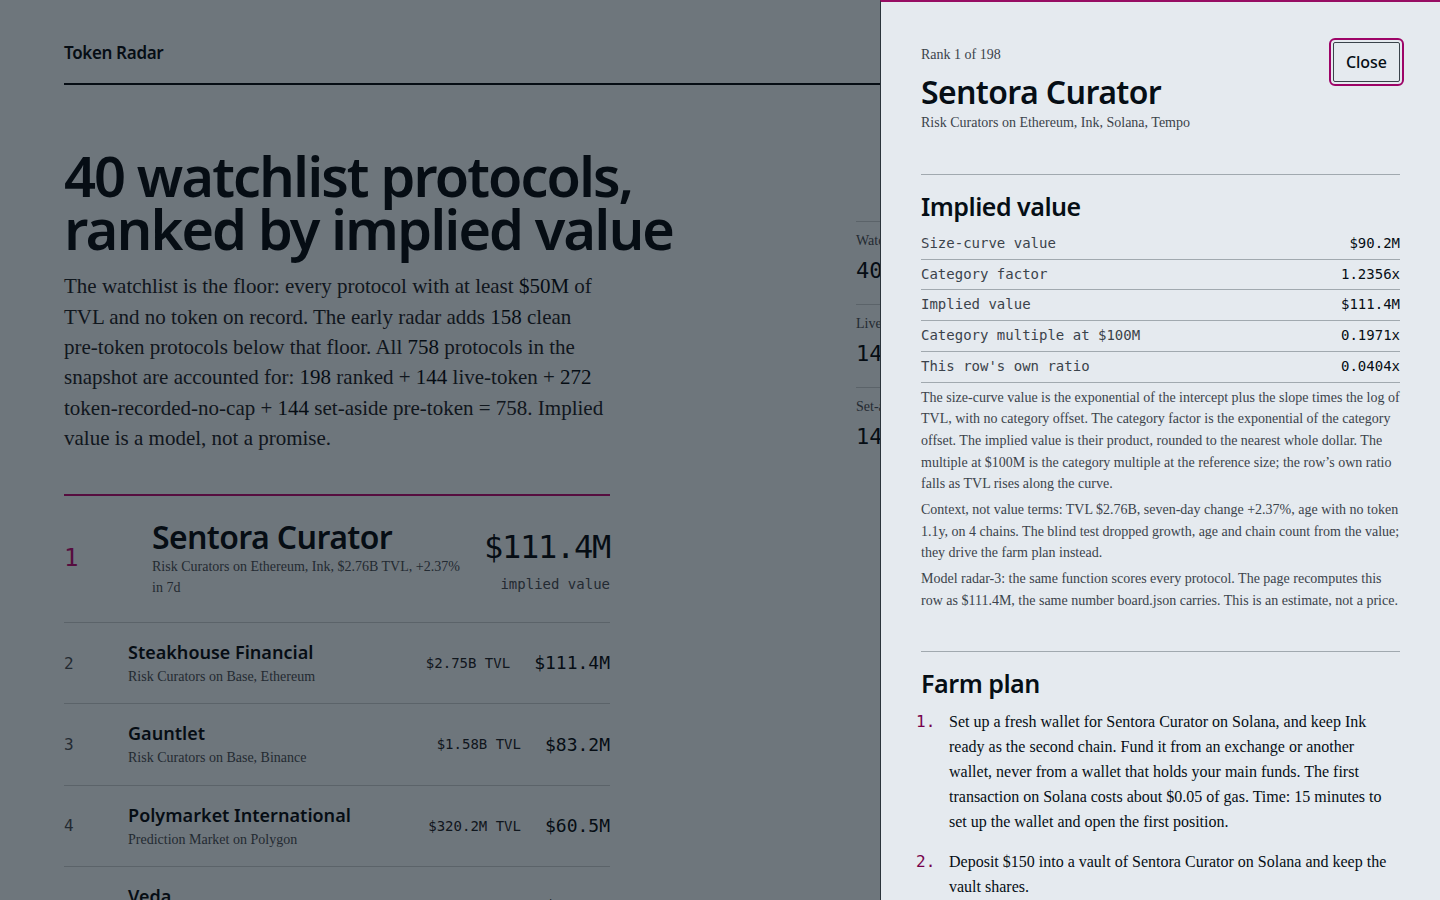 Token Radar
40 watchlist protocols,
ranked by implied value
The watchlist is the floor: every protocol with at least $50M of
TVL and no token on record. The early radar adds 158 clean
pre-token protocols below that floor. All 758 protocols in the
snapshot are accounted for: 198 ranked + 144 live-token + 272
token-recorded-no-cap + 144 set-aside pre-token = 758. Implied
value is a model, not a promise.
40
Live
14
Set-
14
1
Sentora Curator
Risk Curators on Ethereum, Ink, $2.76B TVL, +2.37%
in 7d
$111.4M
implied value
2
Steakhouse Financial
Risk Curators on Base, Ethereum
$2.75B TVL
$111.4M
3
Gauntlet
Risk Curators on Base, Binance
$1.58B TVL
$83.2M
4
Polymarket International
Prediction Market on Polygon
$320.2M TVL
$60.5M
Veda
Rank 1 of 198
Close
Sentora Curator
Risk Curators on Ethereum, Ink, Solana, Tempo
Implied value
Size-curve value $90.2M
Category factor 1.2356x
Implied value $111.4M
Category multiple at $100M 0.1971x
This row's own ratio 0.0404x
The size-curve value is the exponential of the intercept plus the slope times the log of
TVL, with no category offset. The category factor is the exponential of the category
offset. The implied value is their product, rounded to the nearest whole dollar. The
multiple at $100M is the category multiple at the reference size; the row’s own ratio
falls as TVL rises along the curve.
Context, not value terms: TVL $2.76B, seven-day change +2.37%, age with no token
1.1y, on 4 chains. The blind test dropped growth, age and chain count from the value;
they drive the farm plan instead.
Model radar-3: the same function scores every protocol. The page recomputes this
row as $111.4M, the same number board.json carries. This is an estimate, not a price.
Farm plan
1. Set up a fresh wallet for Sentora Curator on Solana, and keep Ink
ready as the second chain. Fund it from an exchange or another
wallet, never from a wallet that holds your main funds. The first
transaction on Solana costs about $0.05 of gas. Time: 15 minutes to
set up the wallet and open the first position.
2. Deposit $150 into a vault of Sentora Curator on Solana and keep the
vault shares.